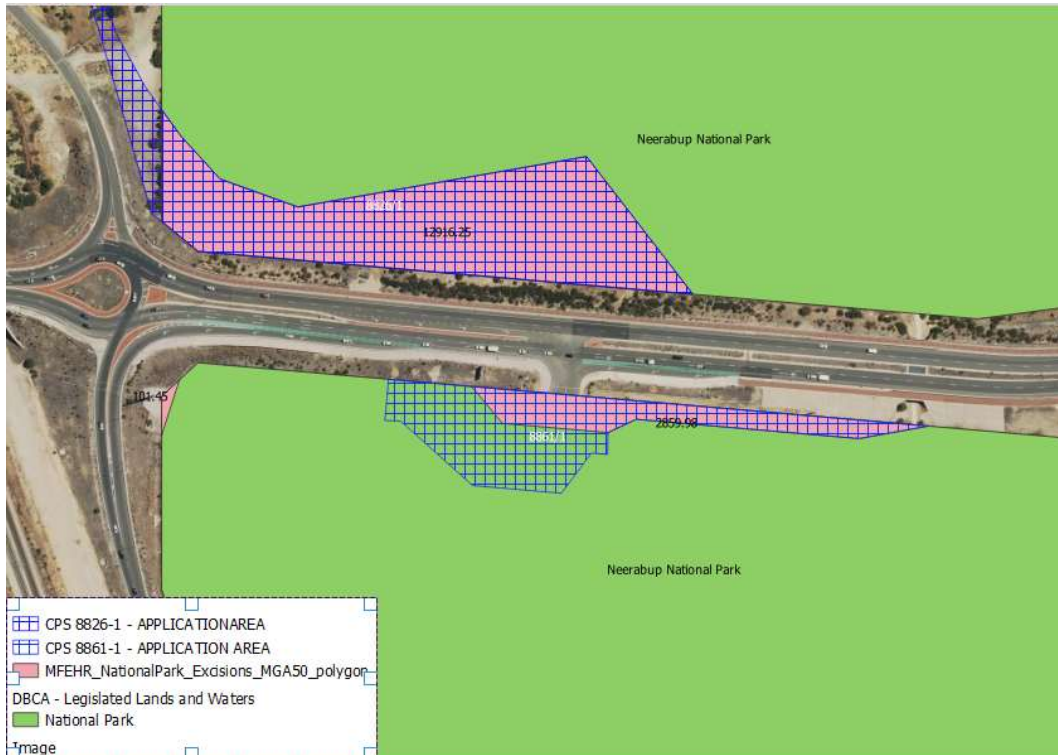 Neerabup National Park
8826/1
12916.25
101.45
2859.98
8861/1
Neerabup National Park
CPS 8826-1 - APPLICATIONAREA
CPS 8861-1 - APPLICATION AREA
MFEHR_NationalPark_Excisions_MGA50_polygon
DBCA - Legislated Lands and Waters
National Park
Image